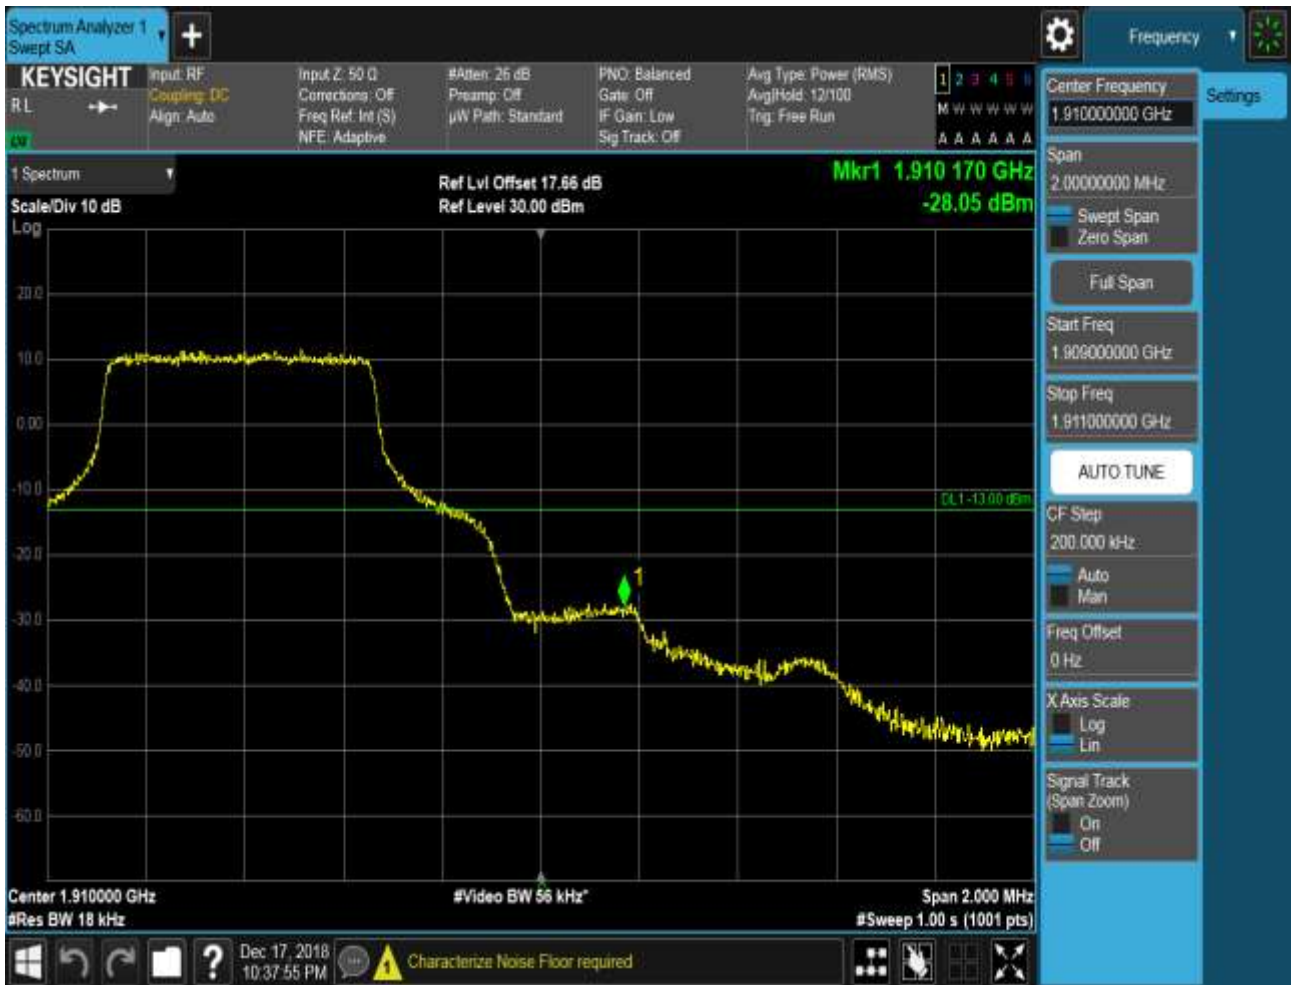 Spectrum Analyzer 1
Swept SA
Frequency
KEYSIGHT
R L
Input: RF
Coupling: DC
Align: Auto
Input Z: 50 Ω
Corrections: Off
Freq Ref: Int (S)
NFE: Adaptive
#Atten: 26 dB
Preamp: Off
µW Path: Standard
PNO: Balanced
Gate: Off
IF Gain: Low
Sig Track: Off
Avg Type: Power (RMS)
Avg|Hold: 12/100
Trig: Free Run
1 2 3 4 5 6
M W W W W W
A A A A A A
1 Spectrum
Scale/Div 10 dB
Log
Ref Lvl Offset 17.66 dB
Ref Level 30.00 dBm
Mkr1 1.910 170 GHz
-28.05 dBm
20.0
10.0
0.00
-10.0
-20.0
-30.0
-40.0
-50.0
-60.0
DL1 -13.00 dBm
1
Center 1.910000 GHz
#Res BW 18 kHz
#Video BW 56 kHz*
Span 2.000 MHz
#Sweep 1.00 s (1001 pts)
Center Frequency
1.910000000 GHz
Settings
Span
2.00000000 MHz
Swept Span
Zero Span
Full Span
Start Freq
1.909000000 GHz
Stop Freq
1.911000000 GHz
AUTO TUNE
CF Step
200.000 kHz
Auto
Man
Freq Offset
0 Hz
X Axis Scale
Log
Lin
Signal Track
(Span Zoom)
On
Off
?
Dec 17, 2018
10:37:55 PM
1
Characterize Noise Floor required